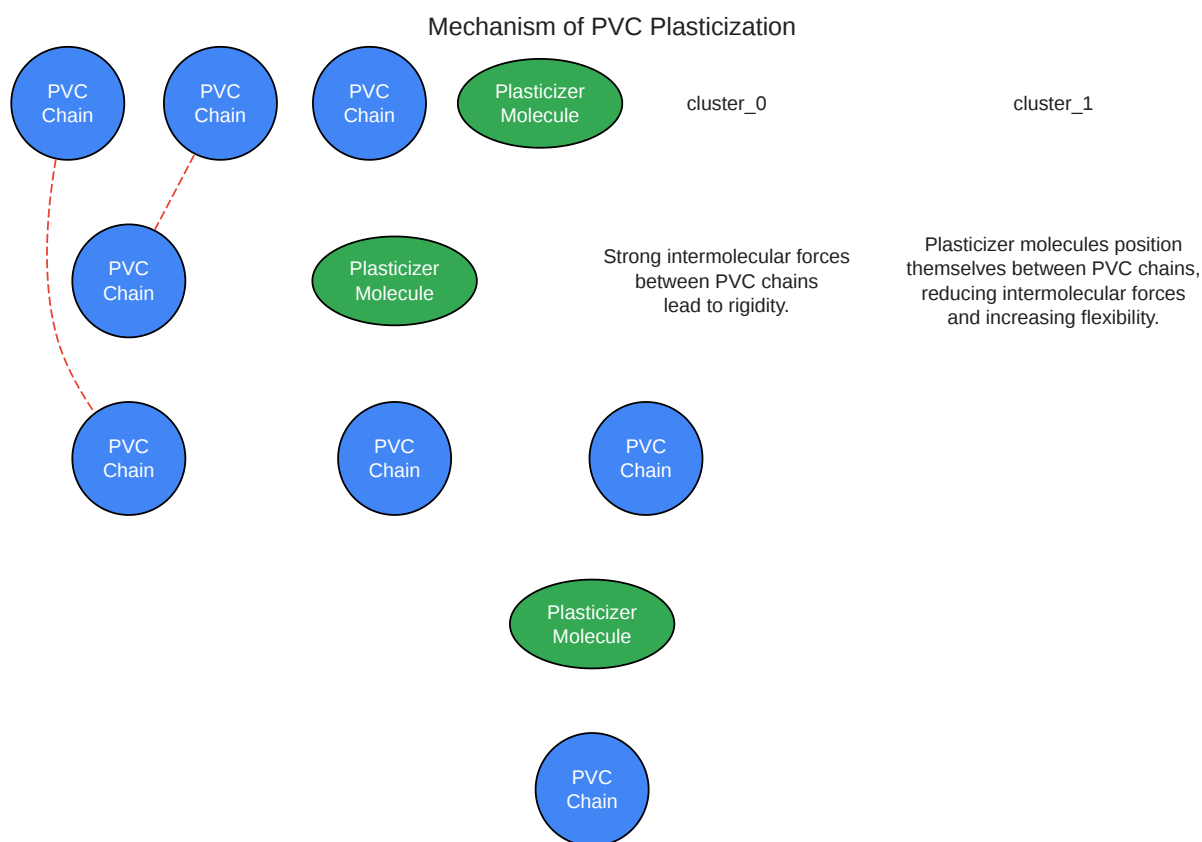 Mechanism of PVC Plasticization
PVC
Chain
PVC
Chain
PVC
Chain
Plasticizer
Molecule
cluster_0
cluster_1
PVC
Chain
Plasticizer
Molecule
Strong intermolecular forces
between PVC chains
lead to rigidity.
Plasticizer molecules position
themselves between PVC chains,
reducing intermolecular forces
and increasing flexibility.
PVC
Chain
PVC
Chain
PVC
Chain
Plasticizer
Molecule
PVC
Chain